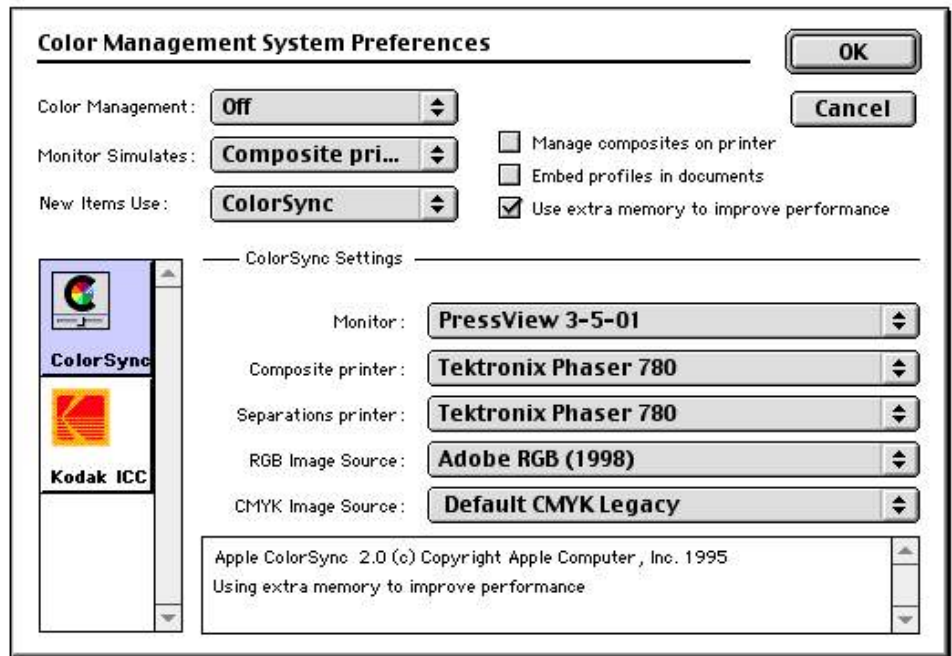 Color Management System Preferences
OK
Cancel
Color Management: Off
Monitor Simulates: Composite pri...
New Items Use: ColorSync
Manage composites on printer
Embed profiles in documents
Use extra memory to improve performance
ColorSync
Kodak ICC
ColorSync Settings
Monitor: PressView 3-5-01
Composite printer: Tektronix Phaser 780
Separations printer: Tektronix Phaser 780
RGB Image Source: Adobe RGB (1998)
CMYK Image Source: Default CMYK Legacy
Apple ColorSync 2.0 (c) Copyright Apple Computer, Inc. 1995
Using extra memory to improve performance